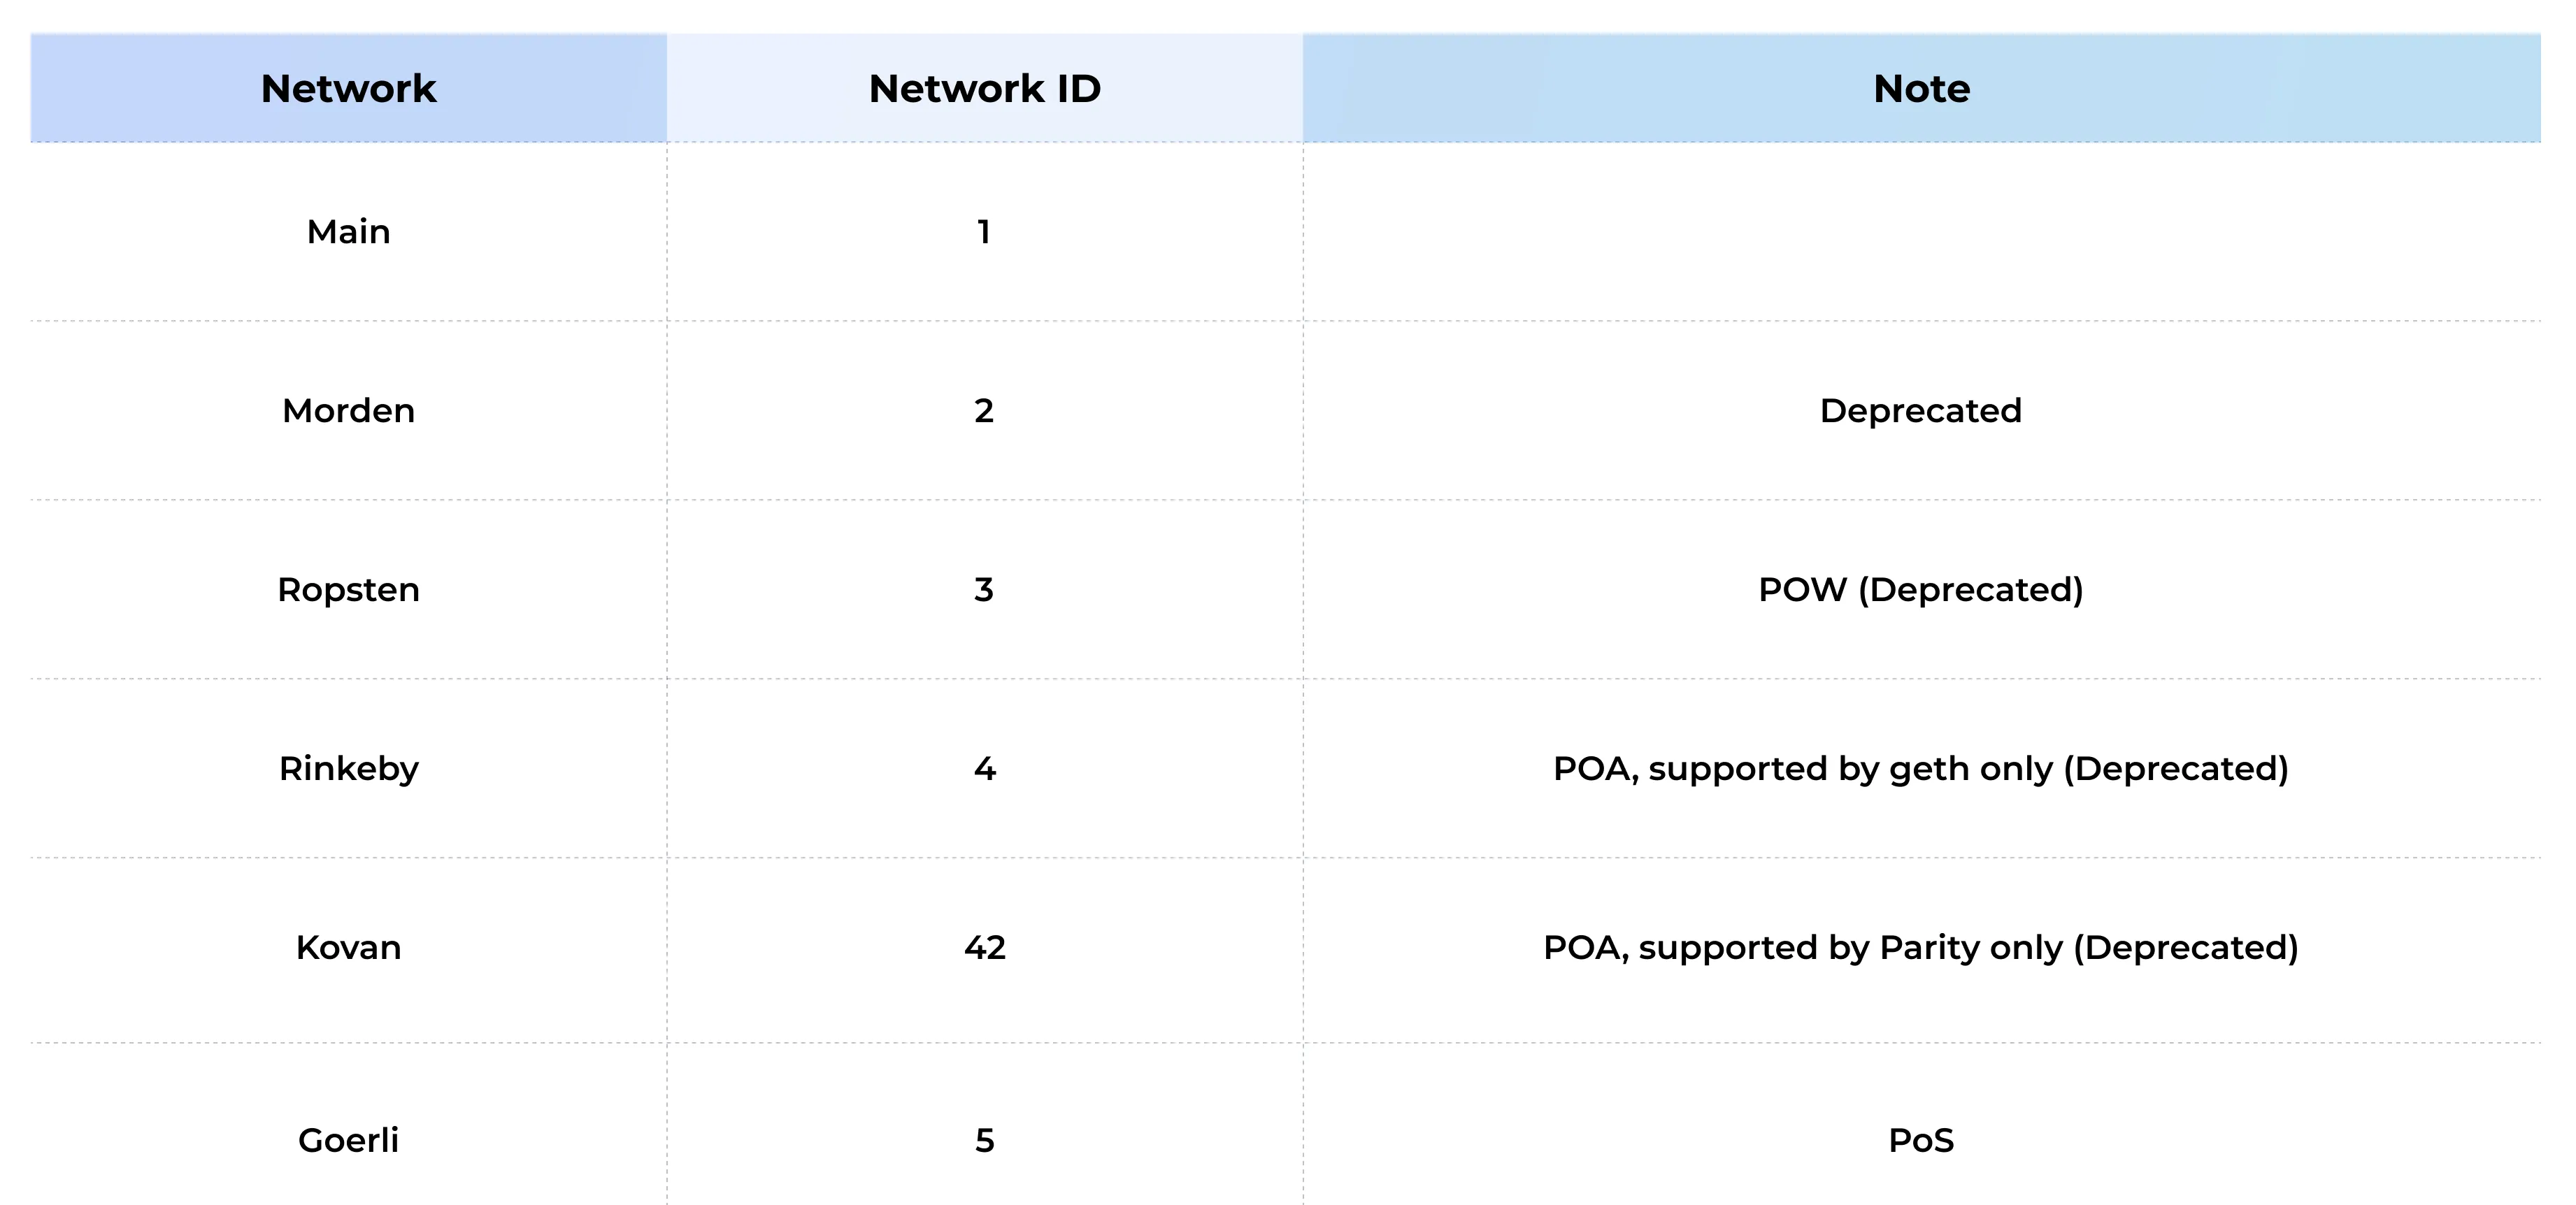 Network Network ID Note
Main 1
Morden 2 Deprecated
Ropsten 3 POW (Deprecated)
Rinkeby 4 POA, supported by geth only (Deprecated)
Kovan 42 POA, supported by Parity only (Deprecated)
Goerli 5 PoS